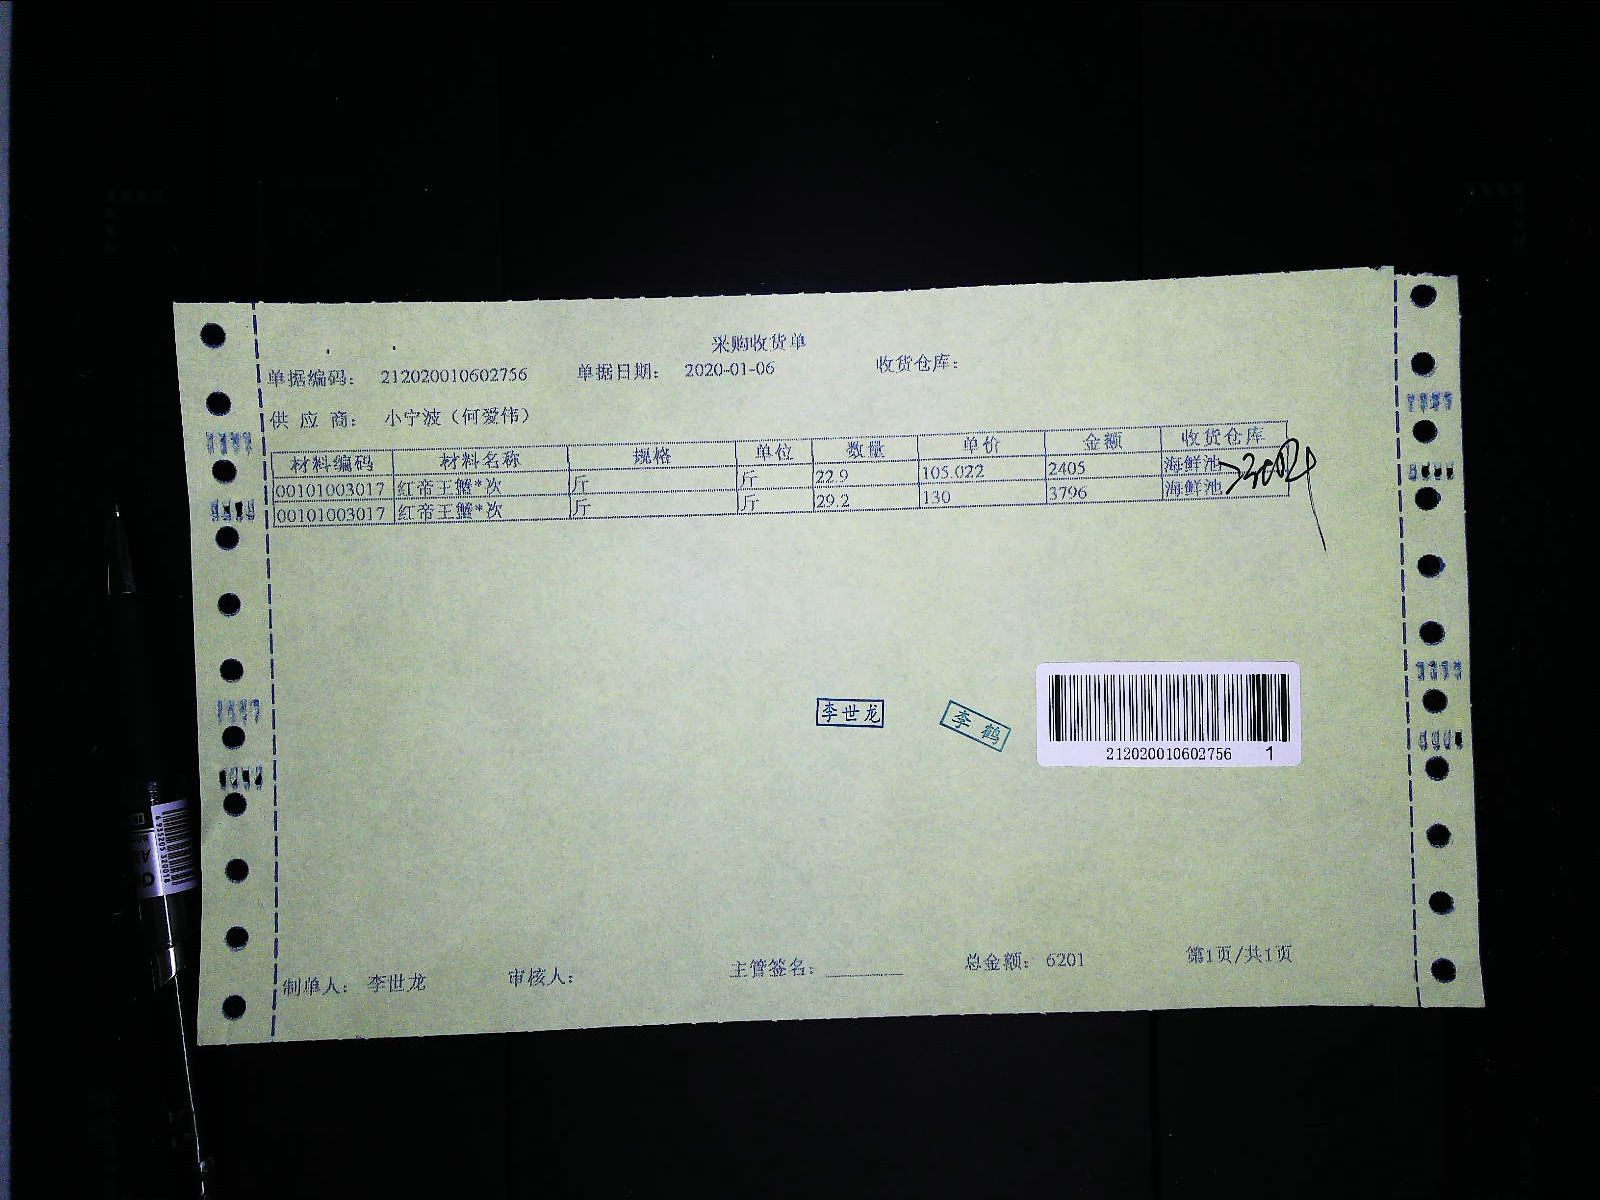 采购收货单
单据编码： 212020010602756 单据日期： 2020-01-06 收货仓库：
供 应 商： 小宁波（何爱伟）
材料编码 材料名称 规格 单位 数量 单价 金额 收货仓库
00101003017 红帝王蟹*次 斤 斤 22.9 105.022 2405 海鲜池
00101003017 红帝王蟹*次 斤 斤 29.2 130 3796 海鲜池
李世龙 李鹤
212020010602756 1
制单人： 李世龙 审核人： 主管签名： 总金额： 6201 第1页/共1页